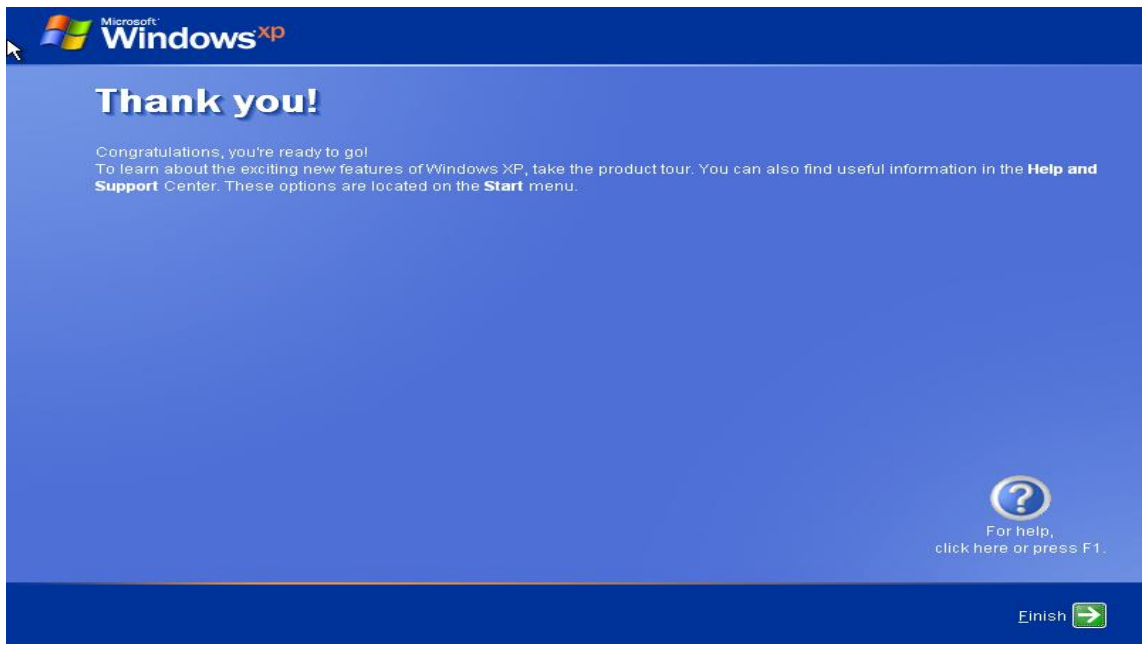 Microsoft
Windows xp
Thank you!
Congratulations, you're ready to go!
To learn about the exciting new features of Windows XP, take the product tour. You can also find useful information in the Help and
Support Center. These options are located on the Start menu.
?
For help,
click here or press F1.
Finish